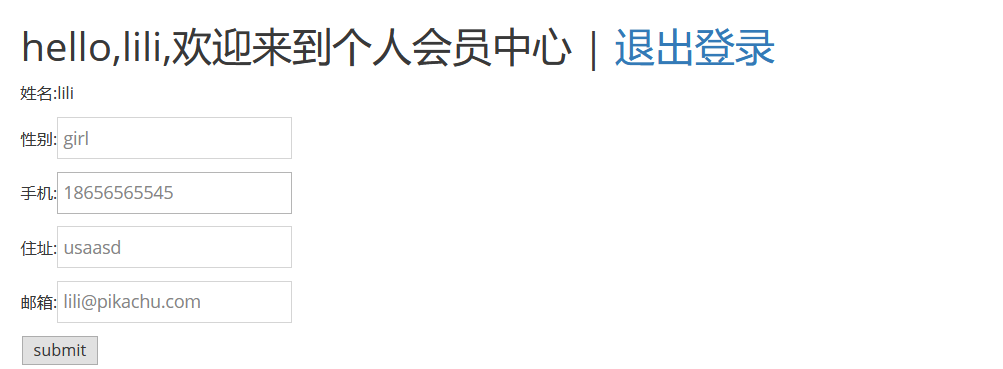 hello,lili,欢迎来到个人会员中心 | 退出登录
姓名:lili
性别:girl
手机:18656565545
住址:usaasd
邮箱:lili@pikachu.com
submit